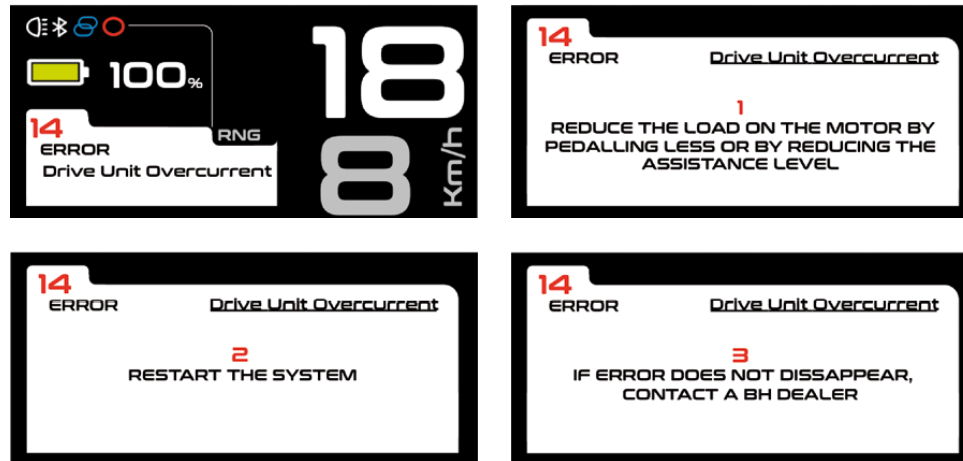 18
100%
14
ERROR
Drive Unit Overcurrent
RNG
8
Km/h
14
ERROR
Drive Unit Overcurrent
1
REDUCE THE LOAD ON THE MOTOR BY
PEDALLING LESS OR BY REDUCING THE
ASSISTANCE LEVEL
14
ERROR
Drive Unit Overcurrent
2
RESTART THE SYSTEM
14
ERROR
Drive Unit Overcurrent
3
IF ERROR DOES NOT DISSAPPEAR,
CONTACT A BH DEALER